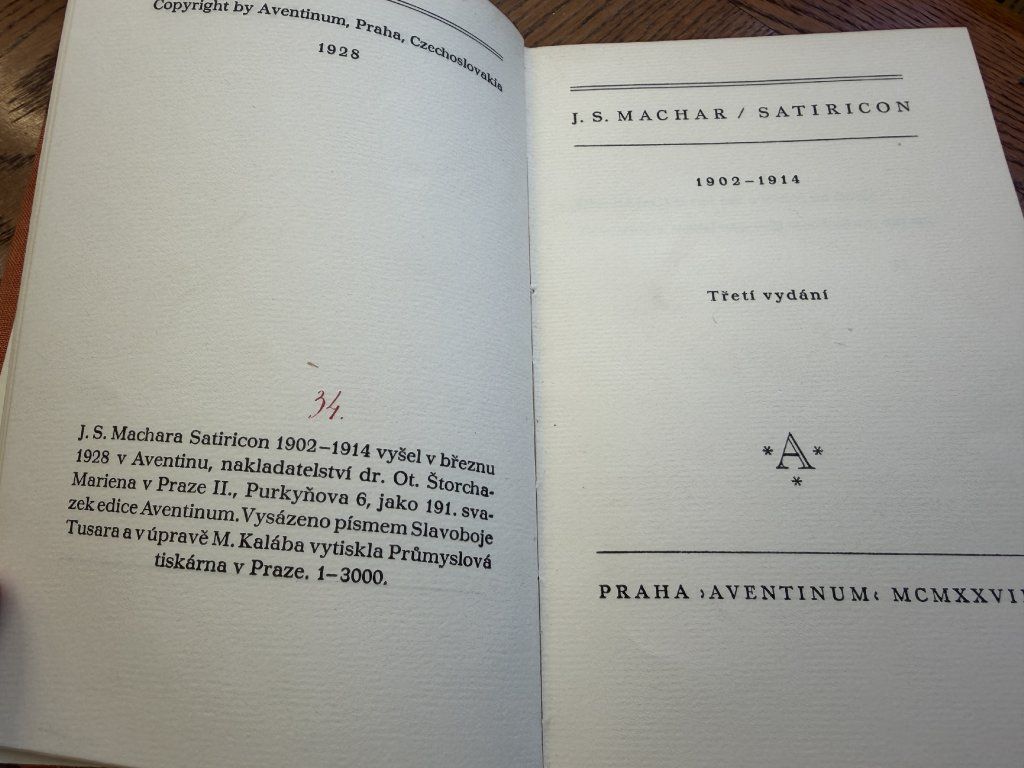 Copyright by Aventinum, Praha, Czechoslovakia
1928
34.
J. S. Machara Satiricon 1902–1914 vyšel v březnu
1928 v Aventinu, nakladatelství dr. Ot. Štorcha-
Mariena v Praze II., Purkyňova 6, jako 191. sva-
zek edice Aventinum. Vysázeno písmem Slavoboje
Tusara a v úpravě M. Kalába vytiskla Průmyslová
tiskárna v Praze. 1–3000.
J. S. MACHAR / SATIRICON
1902–1914
Třetí vydání
*A*
*
PRAHA ›AVENTINUM‹ MCMXXVII